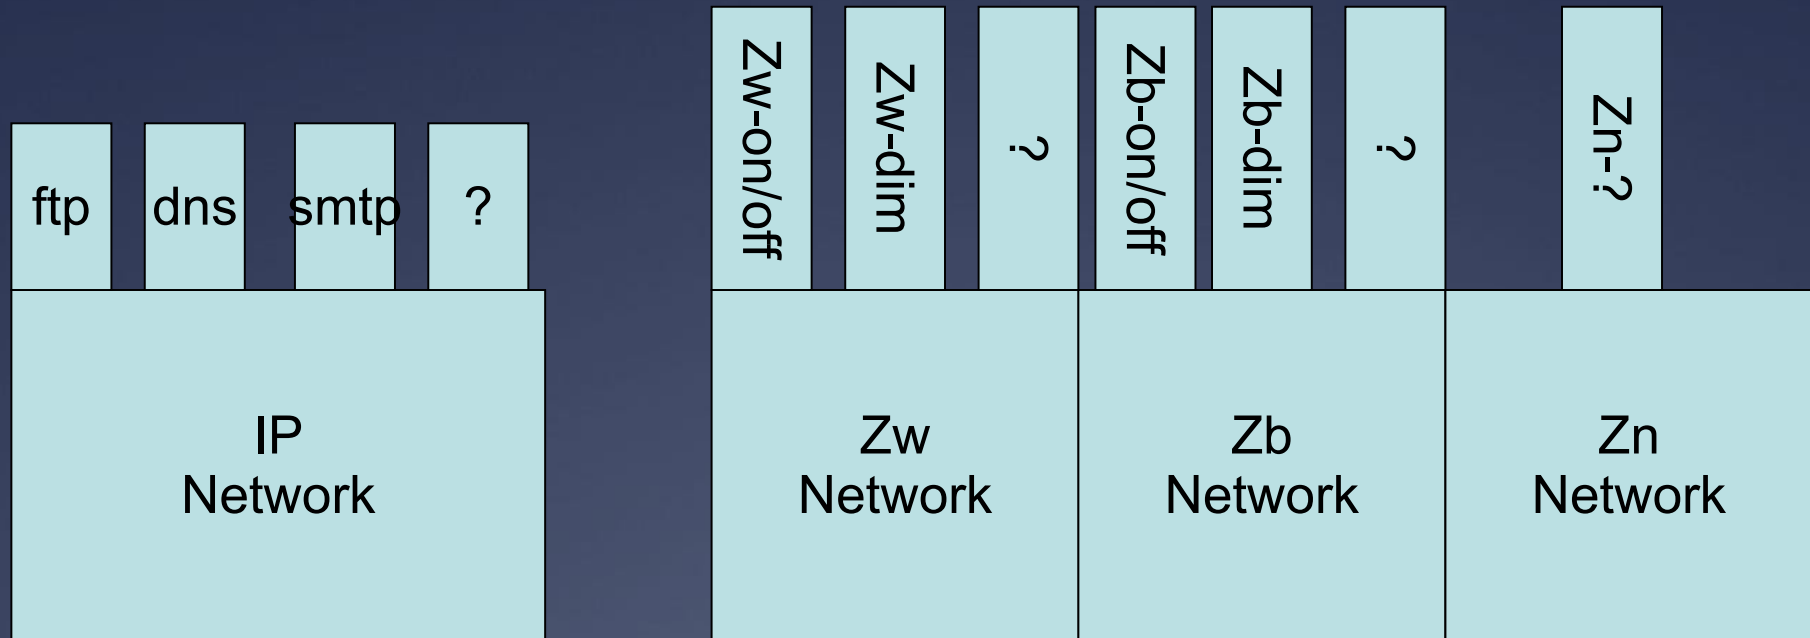 ftp
dns
smtp
?
Zw-on/off
Zw-dim
?
Zb-on/off
Zb-dim
?
Zn-?
IP
Network
Zw
Network
Zb
Network
Zn
Network